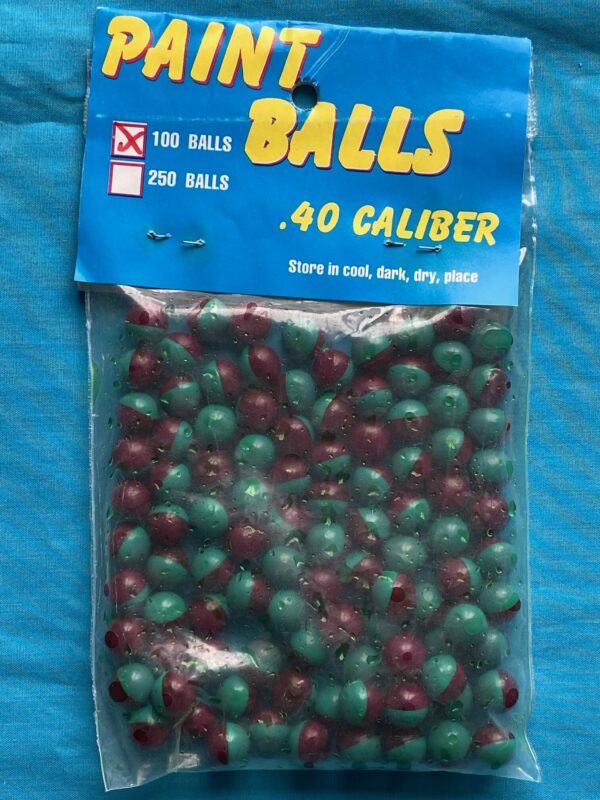 PAINT
BALLS
100 BALLS
250 BALLS
.40 CALIBER
Store in cool, dark, dry, place